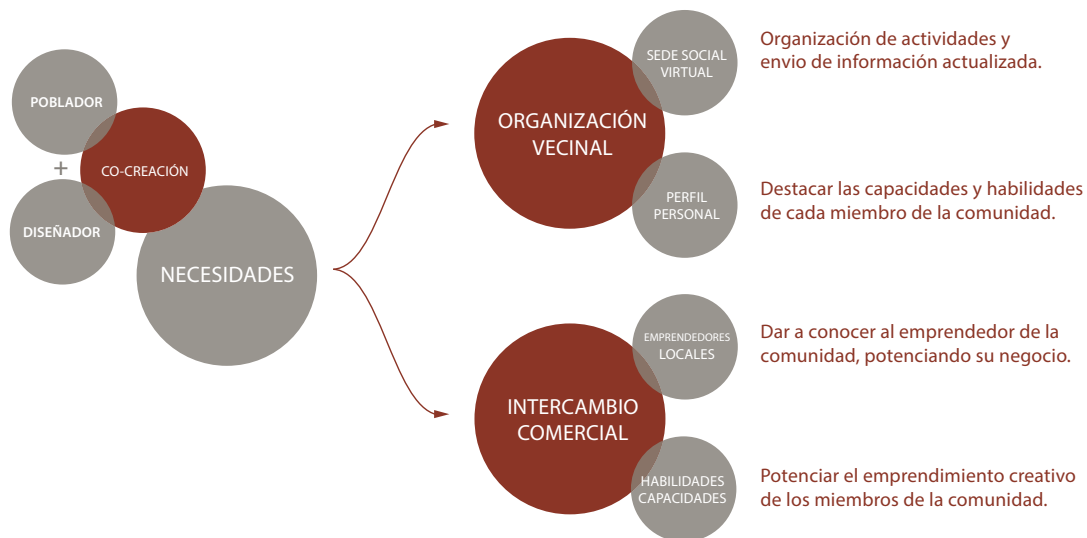 POBLADOR
+
DISEÑADOR
CO-CREACIÓN
NECESIDADES
ORGANIZACIÓN
VECINAL
SEDE SOCIAL
VIRTUAL
Organización de actividades y
envio de información actualizada.
PERFIL
PERSONAL
Destacar las capacidades y habilidades
de cada miembro de la comunidad.
INTERCAMBIO
COMERCIAL
EMPRENDEDORES
LOCALES
Dar a conocer al emprendedor de la
comunidad, potenciando su negocio.
HABILIDADES
CAPACIDADES
Potenciar el emprendimiento creativo
de los miembros de la comunidad.